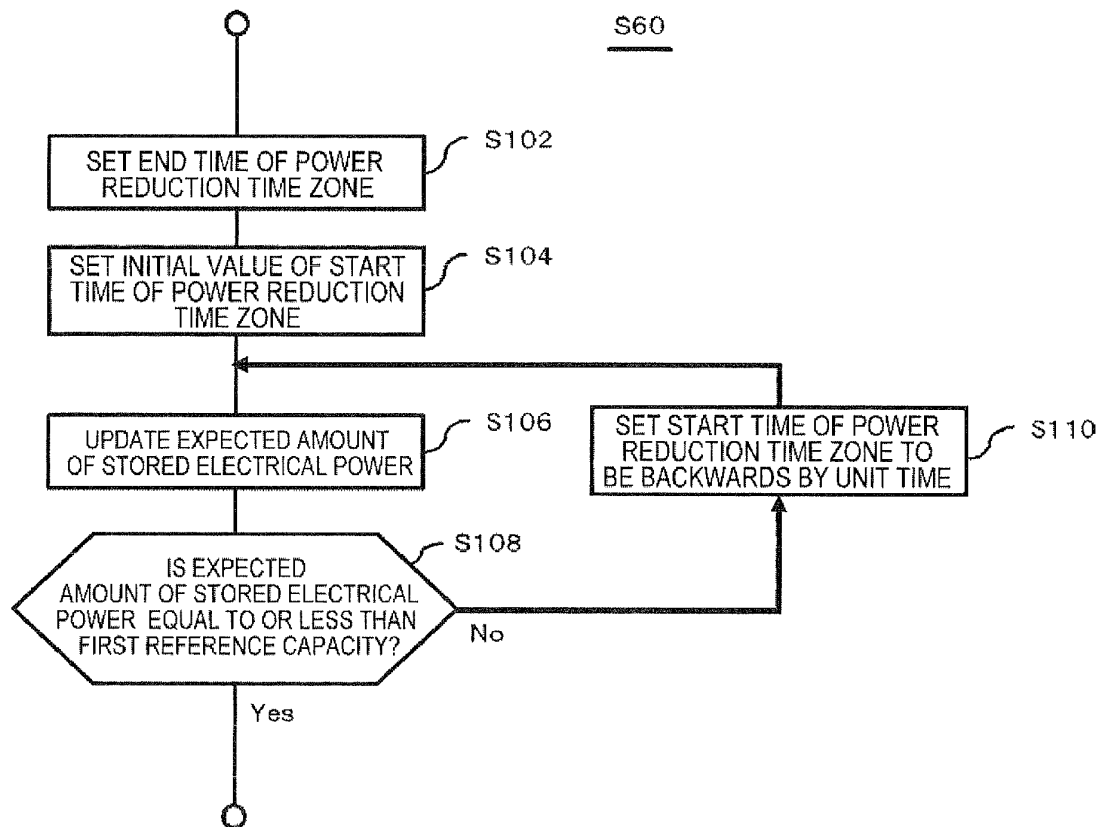 S60
S102
SET END TIME OF POWER
REDUCTION TIME ZONE
S104
SET INITIAL VALUE OF START
TIME OF POWER REDUCTION
TIME ZONE
S106
UPDATE EXPECTED AMOUNT
OF STORED ELECTRICAL POWER
SET START TIME OF POWER
REDUCTION TIME ZONE TO
BE BACKWARDS BY UNIT TIME
S110
S108
IS EXPECTED
AMOUNT OF STORED ELECTRICAL
POWER EQUAL TO OR LESS THAN
FIRST REFERENCE CAPACITY?
No
Yes